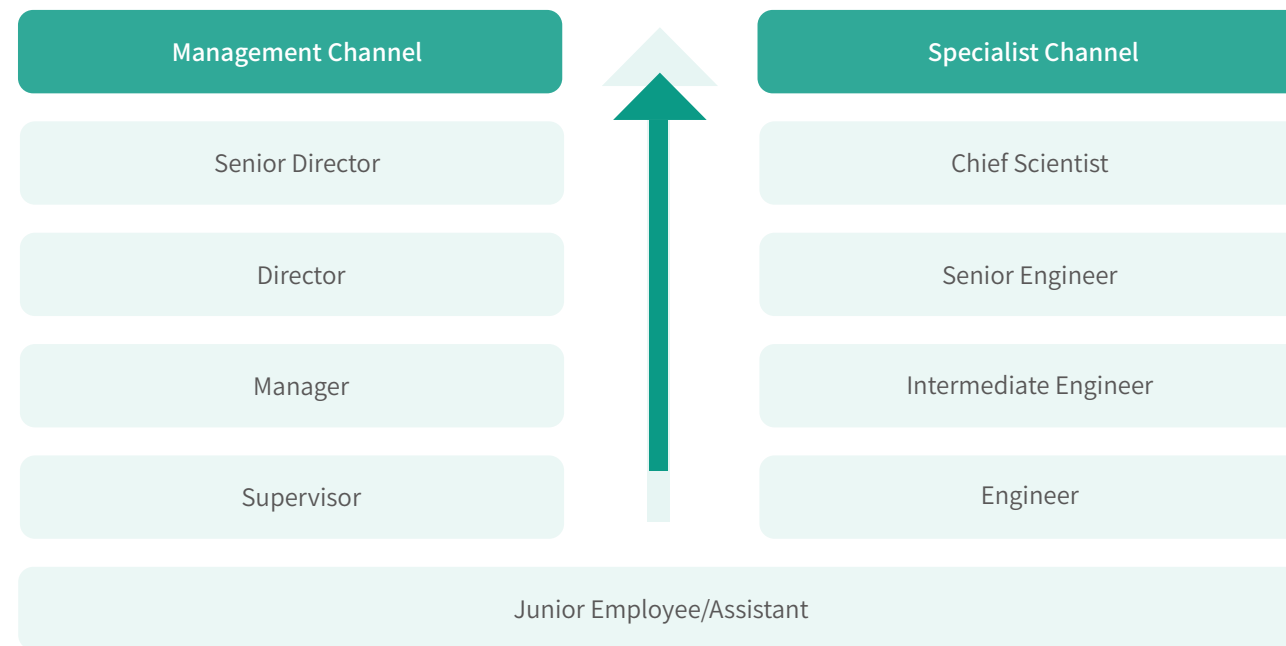 Management Channel
Specialist Channel
Senior Director
Chief Scientist
Director
Senior Engineer
Manager
Intermediate Engineer
Supervisor
Engineer
Junior Employee/Assistant